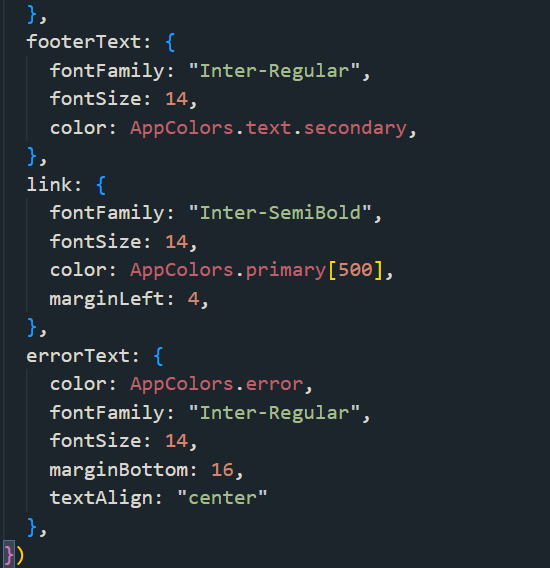 },
footerText: {
fontFamily: "Inter-Regular",
fontSize: 14,
color: AppColors.text.secondary,
},
link: {
fontFamily: "Inter-SemiBold",
fontSize: 14,
color: AppColors.primary[500],
marginLeft: 4,
},
errorText: {
color: AppColors.error,
fontFamily: "Inter-Regular",
fontSize: 14,
marginBottom: 16,
textAlign: "center"
},
})